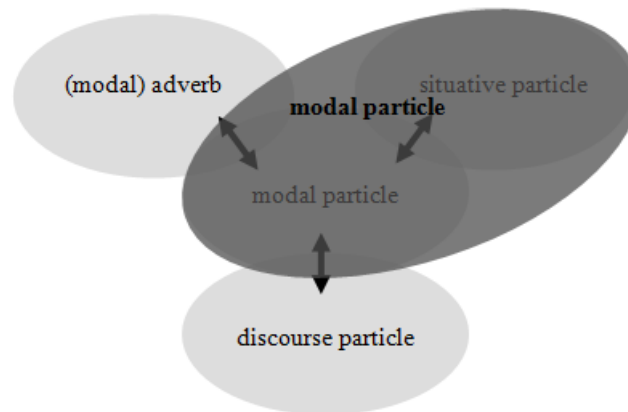 (modal) adverb
situative particle
modal particle
modal particle
discourse particle